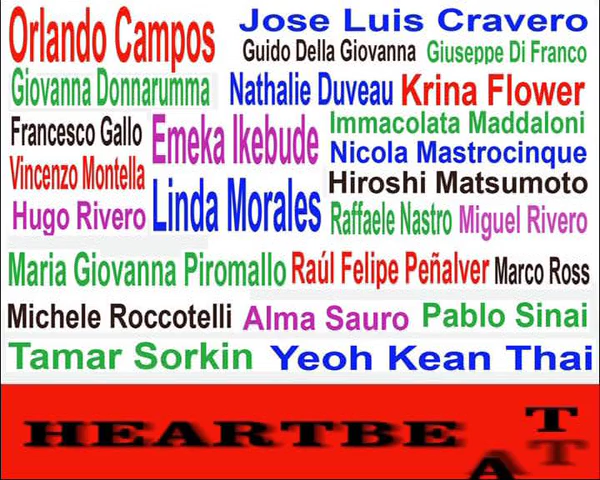 Orlando Campos
Jose Luis Cravero
Guido Della Giovanna
Giuseppe Di Franco
Giovanna Donnarumma
Nathalie Duveau
Krina Flower
Francesco Gallo
Emeka Ikebude
Immacolata Maddaloni
Nicola Mastrocinque
Vincenzo Montella
Hiroshi Matsumoto
Hugo Rivero
Linda Morales
Raffaele Nastro
Miguel Rivero
Maria Giovanna Piromallo
Raúl Felipe Peñalver
Marco Ross
Michele Roccotelli
Alma Sauro
Pablo Sinai
Tamar Sorkin
Yeoh Kean Thai
HEARTBEAT